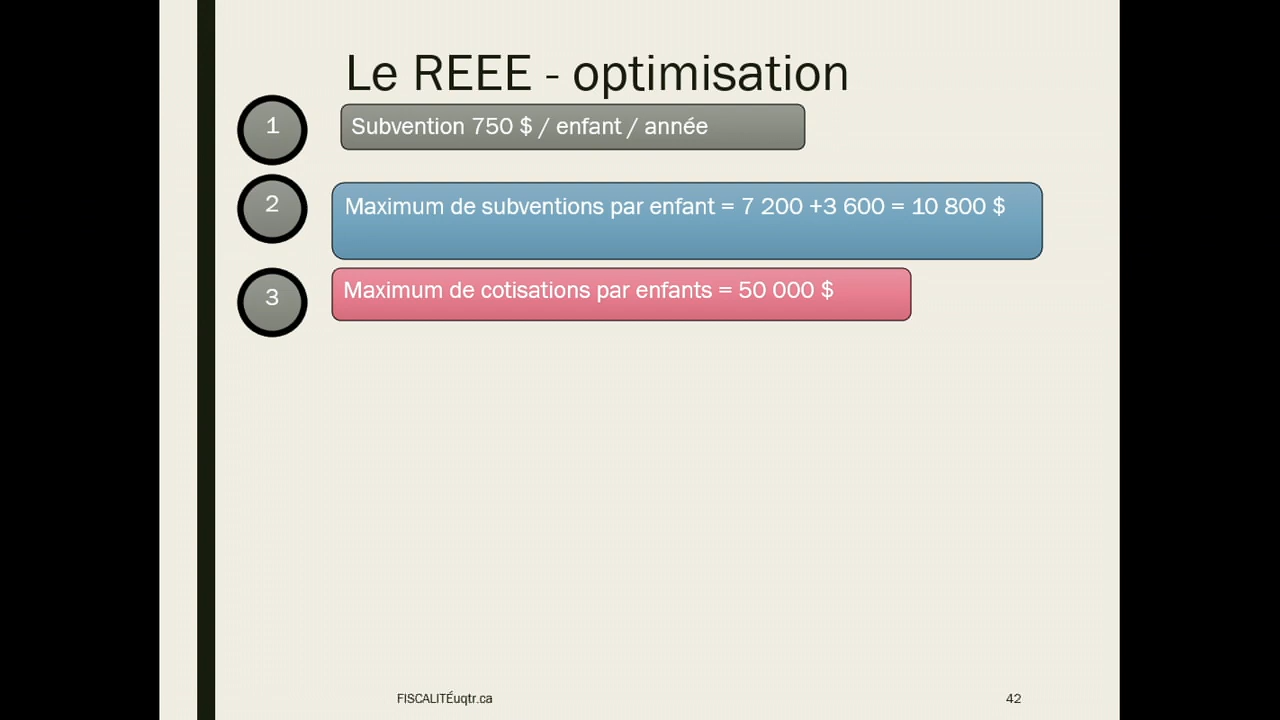 Le REEE - optimisation
1
Subvention 750 $ / enfant / année
2
Maximum de subventions par enfant = 7 200 +3 600 = 10 800 $
3
Maximum de cotisations par enfants = 50 000 $
FISCALITÉuqtr.ca
42